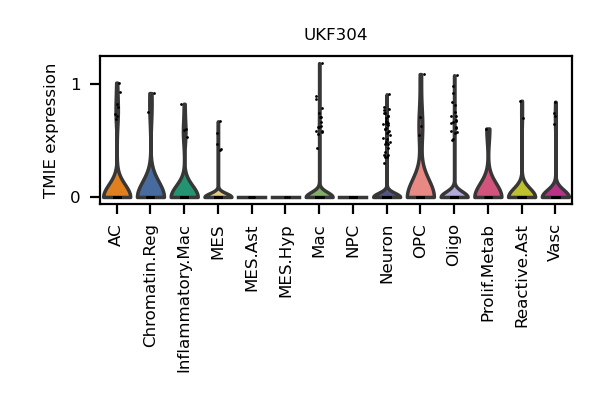 UKF304
TMIE expression
1
0
AC
Chromatin.Reg
Inflammatory.Mac
MES
MES.Ast
MES.Hyp
Mac
NPC
Neuron
OPC
Oligo
Prolif.Metab
Reactive.Ast
Vasc